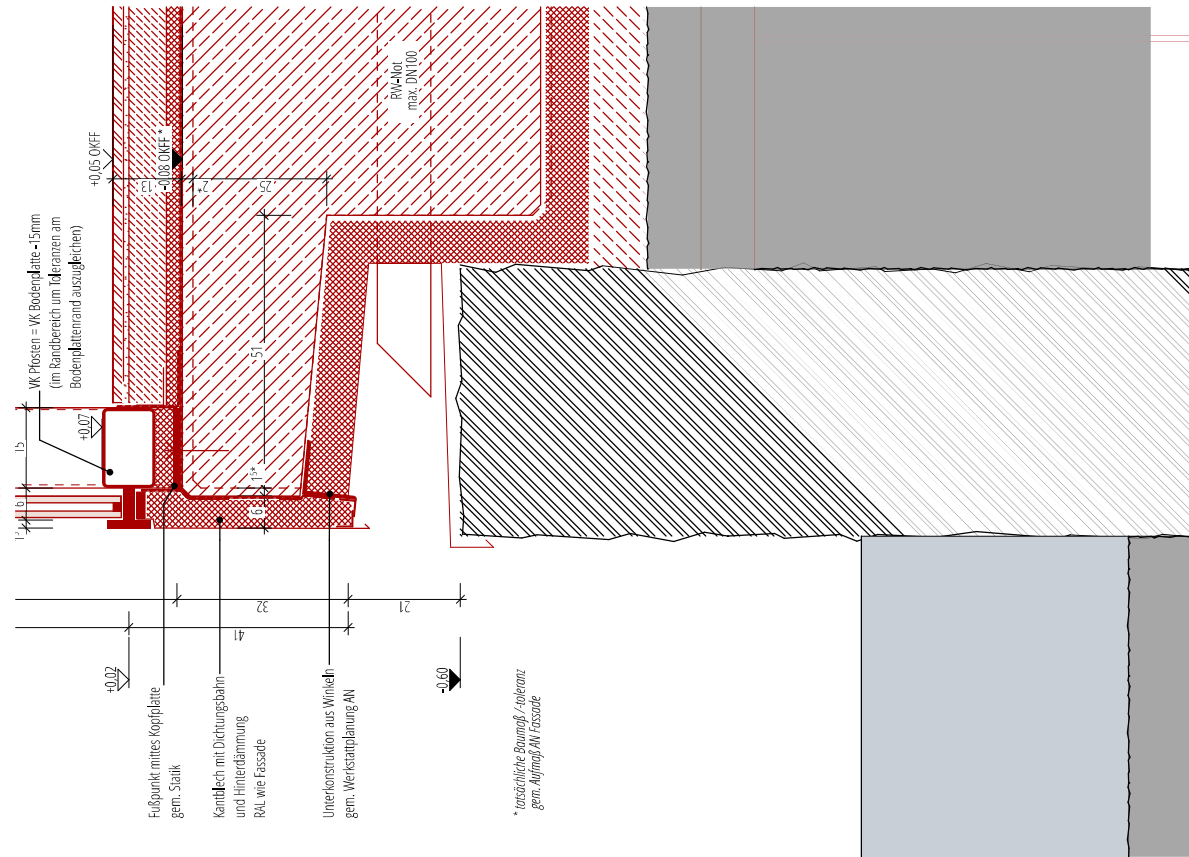 VK Pfosten = VK Bodenplatte -15mm
(im Randbereich um Toleranzen am
Bodenplattenrand auszugleichen)
+0,05 OKFF
-0,08 OKFF *
RW-Not
max. DN100
13
2*
25
51
+0,07
15
6
1⁵
1⁵*
6
32
21
41
+0,02
-0,60
Fußpunkt mittes Kopfplatte
gem. Statik
Kantblech mit Dichtungsbahn
und Hinterdämmung
RAL wie Fassade
Unterkonstruktion aus Winkeln
gem. Werkstattplanung AN
* tatsächliche Baumaß / -toleranz
gem. Aufmaß AN Fassade